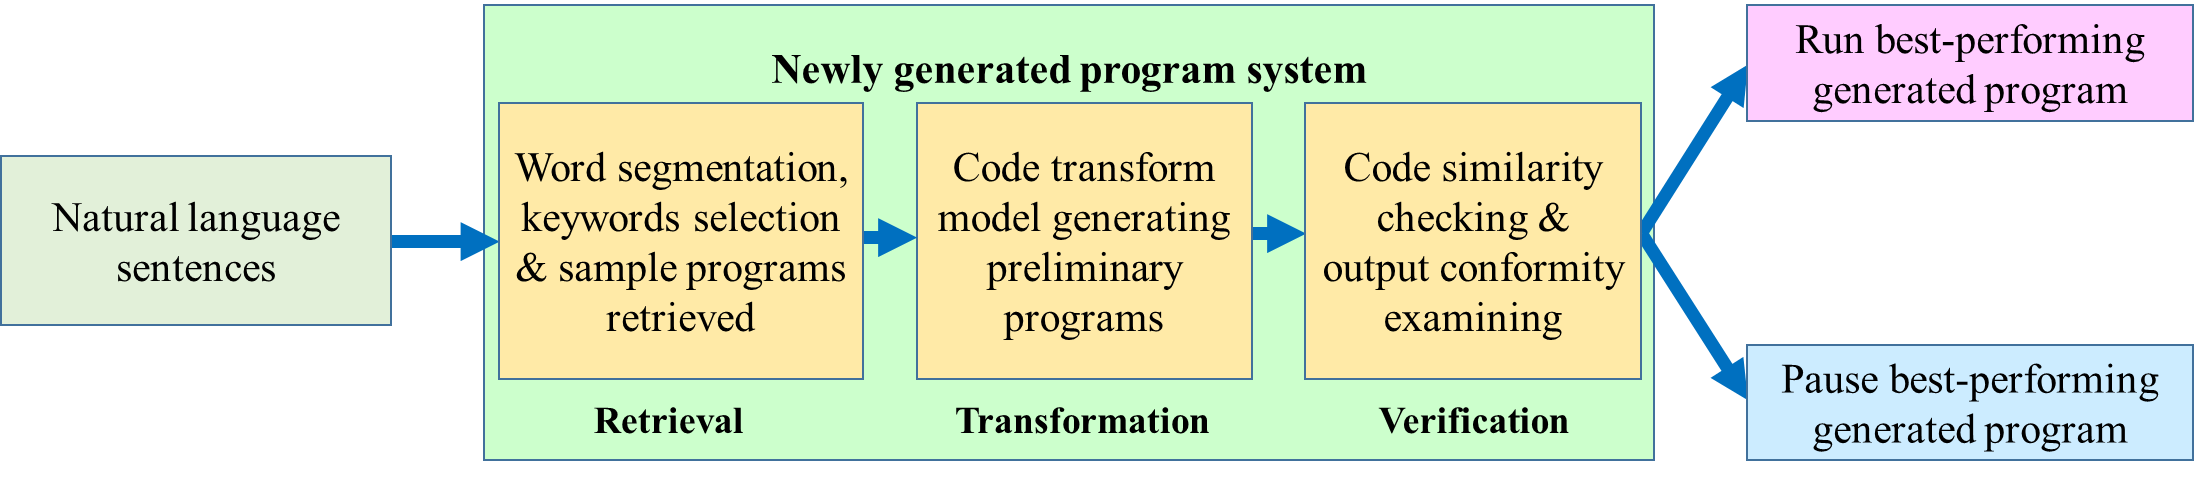 Natural language
sentences
Newly generated program system
Word segmentation,
keywords selection
& sample programs
retrieved
Retrieval
Code transform
model generating
preliminary
programs
Transformation
Code similarity
checking &
output conformity
examining
Verification
Run best-performing
generated program
Pause best-performing
generated program